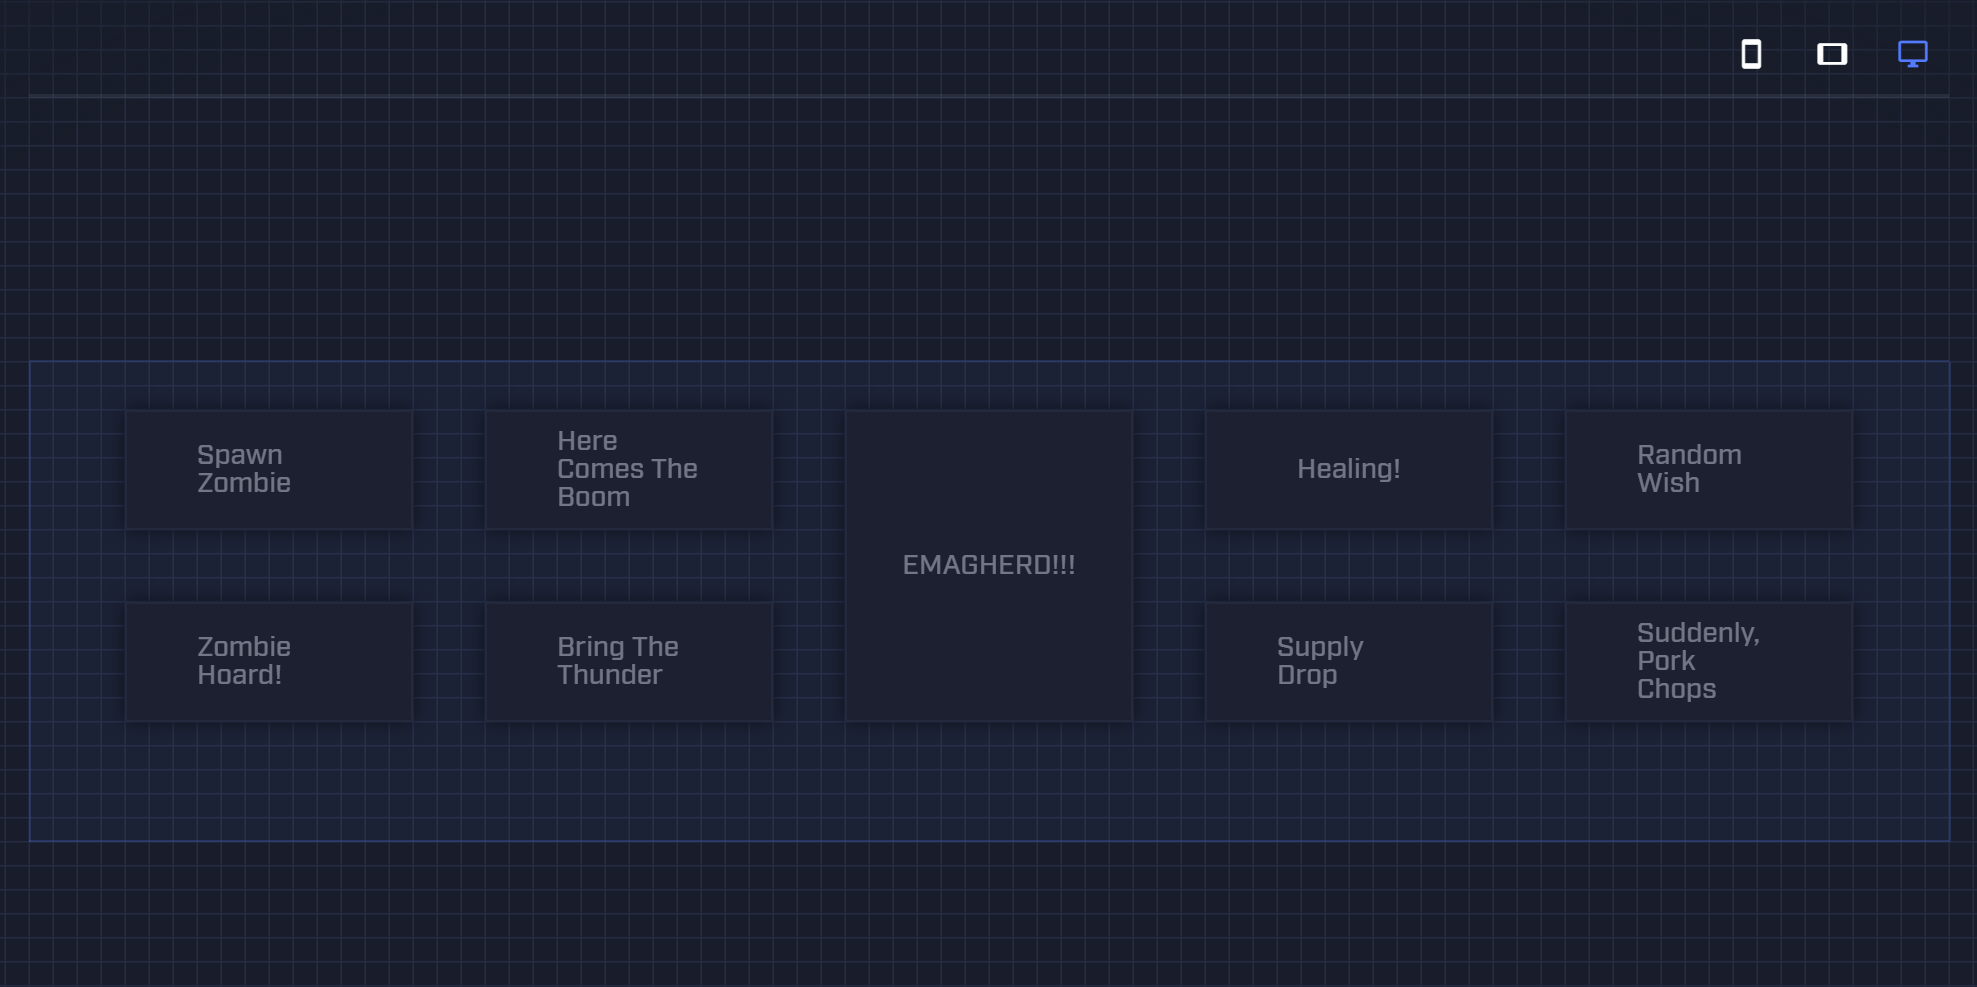 Spawn
Zombie
Here
Comes The
Boom
EMAGHERD!!!
Healing!
Random
Wish
Zombie
Hoard!
Bring The
Thunder
Supply
Drop
Suddenly,
Pork
Chops